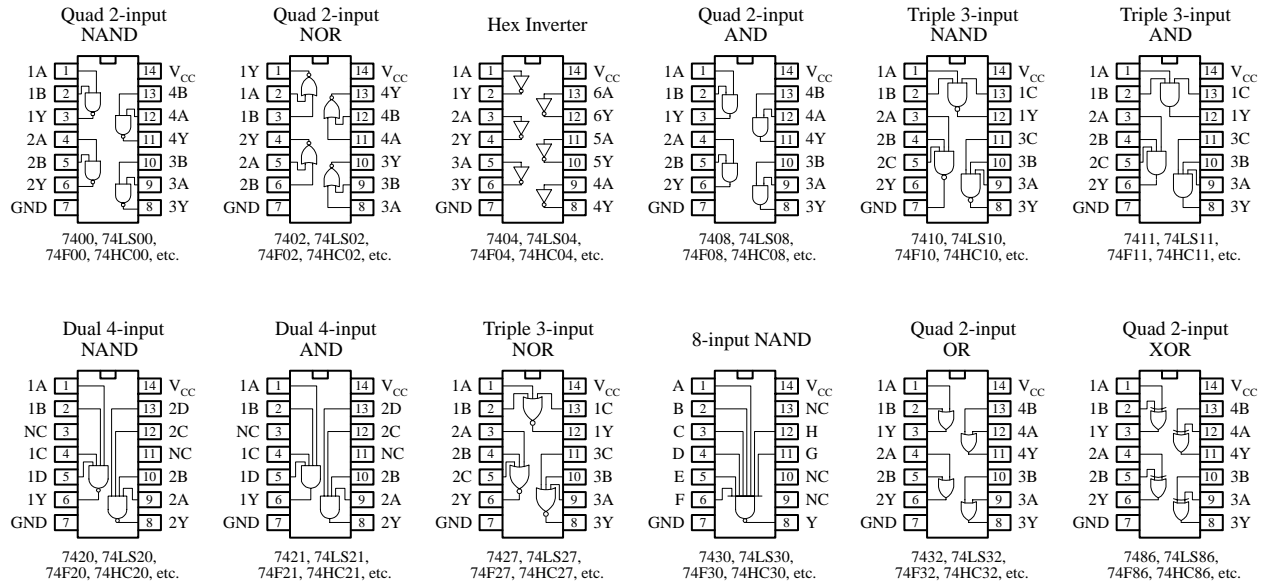 Quad 2-input
NAND
1A 1 14 VCC
1B 2 13 4B
1Y 3 12 4A
2A 4 11 4Y
2B 5 10 3B
2Y 6 9 3A
GND 7 8 3Y
7400, 74LS00,
74F00, 74HC00, etc.
Quad 2-input
NOR
1Y 1 14 VCC
1A 2 13 4Y
1B 3 12 4B
2Y 4 11 4A
2A 5 10 3Y
2B 6 9 3B
GND 7 8 3A
7402, 74LS02,
74F02, 74HC02, etc.
Hex Inverter
1A 1 14 VCC
1Y 2 13 6A
2A 3 12 6Y
2Y 4 11 5A
3A 5 10 5Y
3Y 6 9 4A
GND 7 8 4Y
7404, 74LS04,
74F04, 74HC04, etc.
Quad 2-input
AND
1A 1 14 VCC
1B 2 13 4B
1Y 3 12 4A
2A 4 11 4Y
2B 5 10 3B
2Y 6 9 3A
GND 7 8 3Y
7408, 74LS08,
74F08, 74HC08, etc.
Triple 3-input
NAND
1A 1 14 VCC
1B 2 13 1C
2A 3 12 1Y
2B 4 11 3C
2C 5 10 3B
2Y 6 9 3A
GND 7 8 3Y
7410, 74LS10,
74F10, 74HC10, etc.
Triple 3-input
AND
1A 1 14 VCC
1B 2 13 1C
2A 3 12 1Y
2B 4 11 3C
2C 5 10 3B
2Y 6 9 3A
GND 7 8 3Y
7411, 74LS11,
74F11, 74HC11, etc.
Dual 4-input
NAND
1A 1 14 VCC
1B 2 13 2D
NC 3 12 2C
1C 4 11 NC
1D 5 10 2B
1Y 6 9 2A
GND 7 8 2Y
7420, 74LS20,
74F20, 74HC20, etc.
Dual 4-input
AND
1A 1 14 VCC
1B 2 13 2D
NC 3 12 2C
1C 4 11 NC
1D 5 10 2B
1Y 6 9 2A
GND 7 8 2Y
7421, 74LS21,
74F21, 74HC21, etc.
Triple 3-input
NOR
1A 1 14 VCC
1B 2 13 1C
2A 3 12 1Y
2B 4 11 3C
2C 5 10 3B
2Y 6 9 3A
GND 7 8 3Y
7427, 74LS27,
74F27, 74HC27, etc.
8-input NAND
A 1 14 VCC
B 2 13 NC
C 3 12 H
D 4 11 G
E 5 10 NC
F 6 9 NC
GND 7 8 Y
7430, 74LS30,
74F30, 74HC30, etc.
Quad 2-input
OR
1A 1 14 VCC
1B 2 13 4B
1Y 3 12 4A
2A 4 11 4Y
2B 5 10 3B
2Y 6 9 3A
GND 7 8 3Y
7432, 74LS32,
74F32, 74HC32, etc.
Quad 2-input
XOR
1A 1 14 VCC
1B 2 13 4B
1Y 3 12 4A
2A 4 11 4Y
2B 5 10 3B
2Y 6 9 3A
GND 7 8 3Y
7486, 74LS86,
74F86, 74HC86, etc.